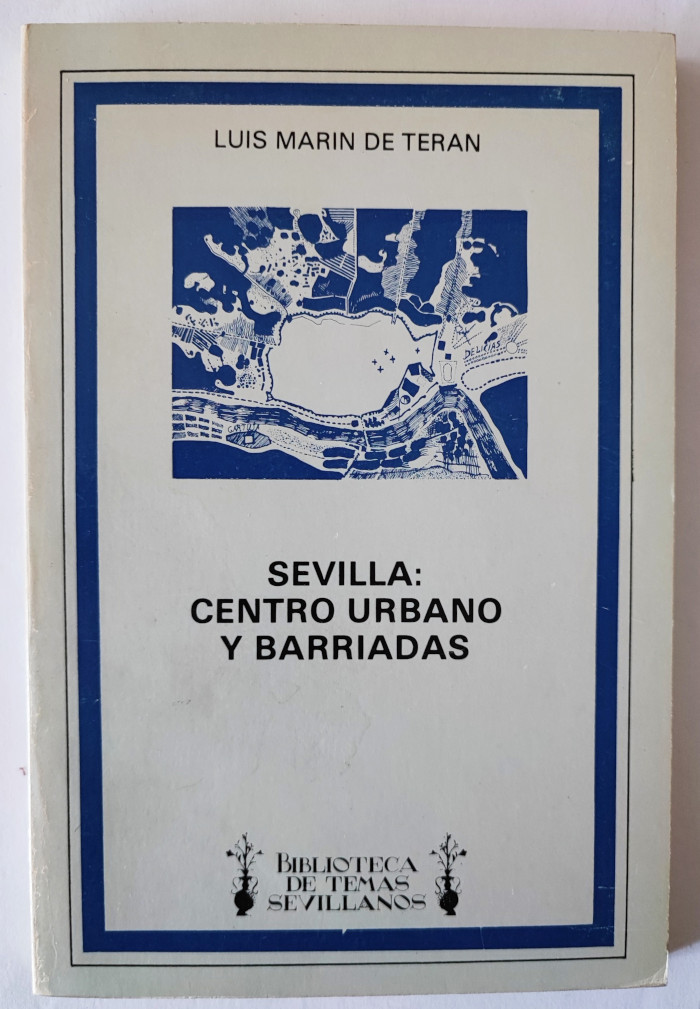 LUIS MARIN DE TERAN
DELICIAS
SEVILLA:
CENTRO URBANO
Y BARRIADAS
BIBLIOTECA
DE TEMAS
SEVILLANOS